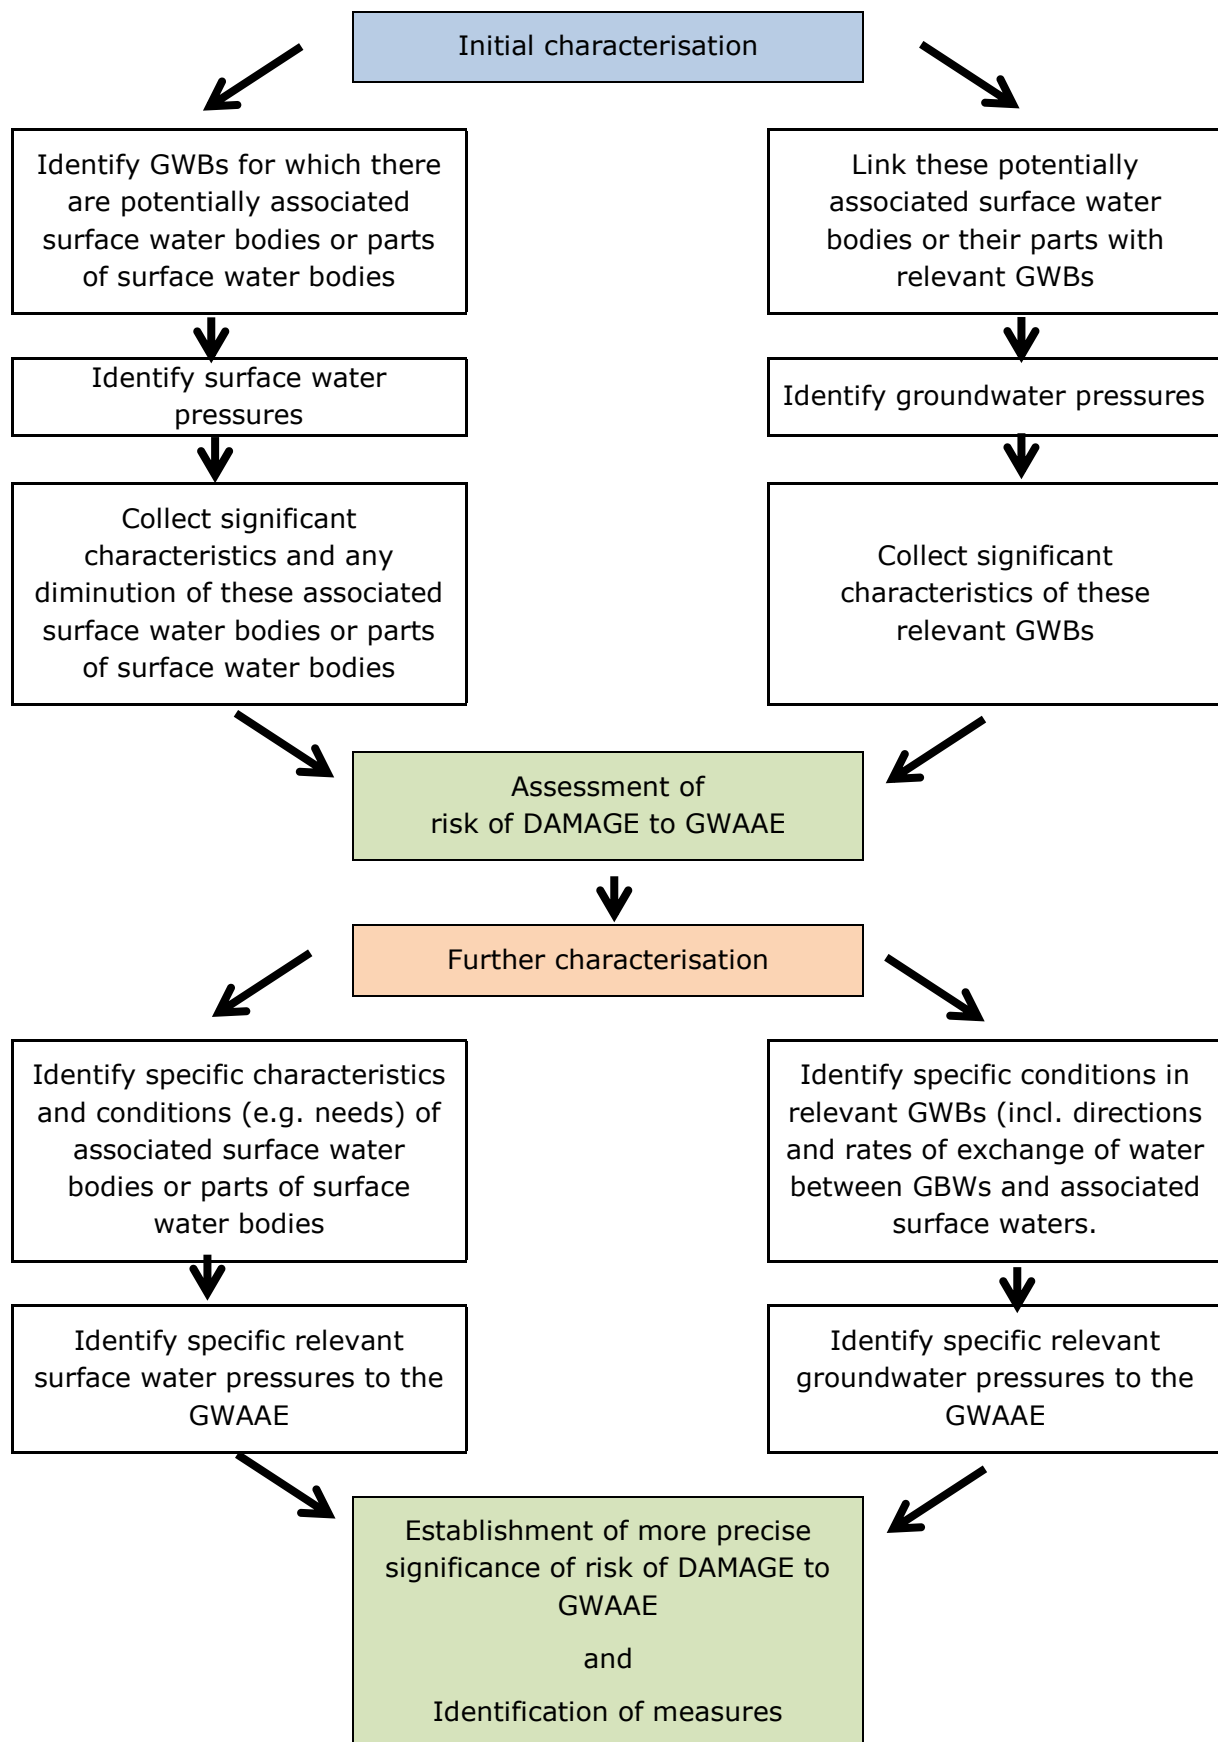 Initial characterisation
Identify GWBs for which there
are potentially associated
surface water bodies or parts
of surface water bodies
Link these potentially
associated surface water
bodies or their parts with
relevant GWBs
Identify surface water
pressures
Identify groundwater pressures
Collect significant
characteristics and any
diminution of these associated
surface water bodies or parts
of surface water bodies
Collect significant
characteristics of these
relevant GWBs
Assessment of
risk of DAMAGE to GWAAE
Further characterisation
Identify specific characteristics
and conditions (e.g. needs) of
associated surface water
bodies or parts of surface
water bodies
Identify specific conditions in
relevant GWBs (incl. directions
and rates of exchange of water
between GBWs and associated
surface waters.
Identify specific relevant
surface water pressures to the
GWAAE
Identify specific relevant
groundwater pressures to the
GWAAE
Establishment of more precise
significance of risk of DAMAGE to
GWAAE
and
Identification of measures